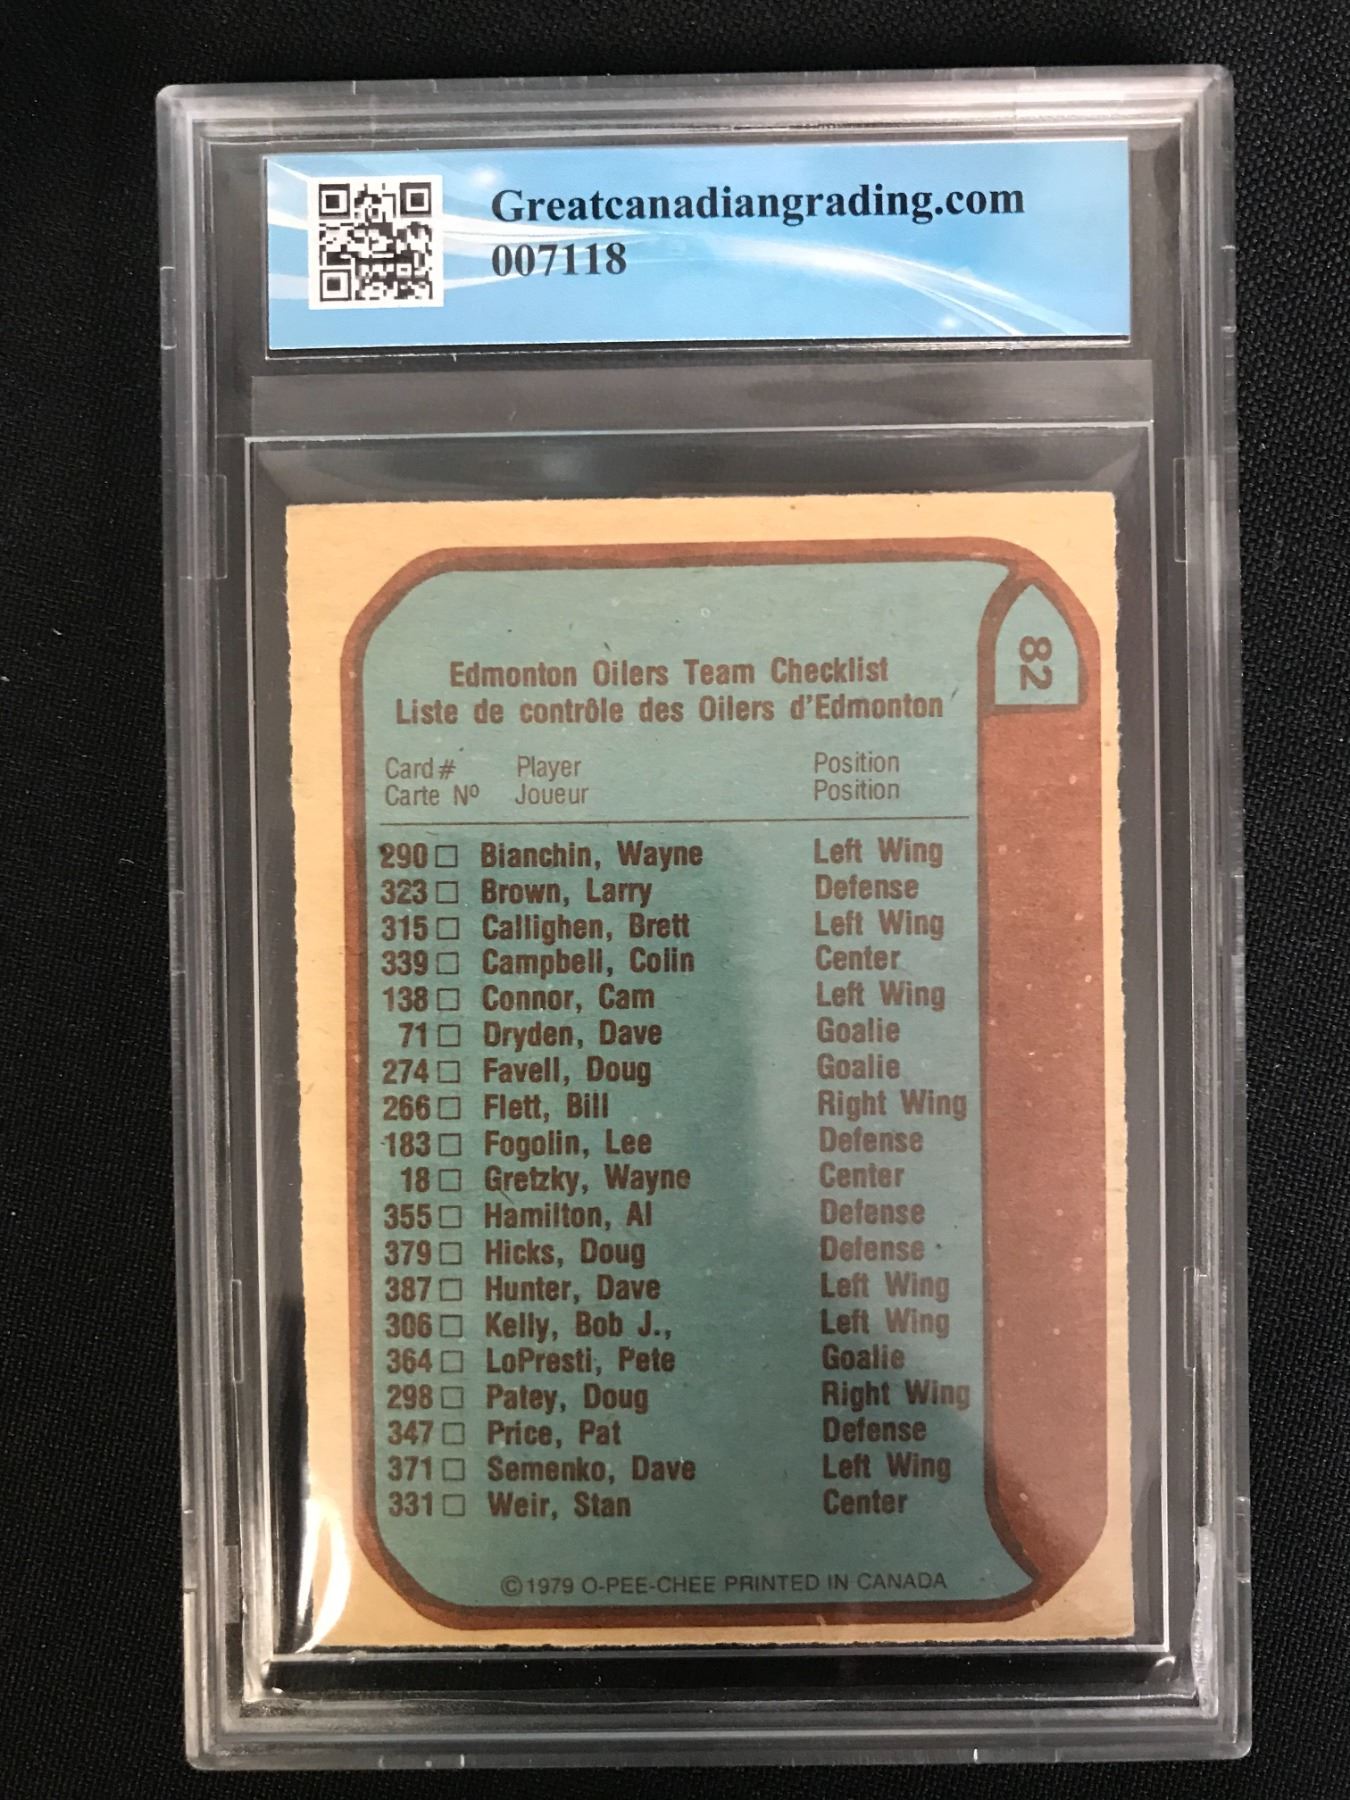 Greatcanadiangrading.com
007118
82
Edmonton Oilers Team Checklist
Liste de contrôle des Oilers d'Edmonton
Card # Player Position
Carte Nº Joueur Position
290 □ Bianchin, Wayne Left Wing
323 □ Brown, Larry Defense
315 □ Callighen, Brett Left Wing
339 □ Campbell, Colin Center
138 □ Connor, Cam Left Wing
71 □ Dryden, Dave Goalie
274 □ Favell, Doug Goalie
266 □ Flett, Bill Right Wing
183 □ Fogolin, Lee Defense
18 □ Gretzky, Wayne Center
355 □ Hamilton, Al Defense
379 □ Hicks, Doug Defense
387 □ Hunter, Dave Left Wing
306 □ Kelly, Bob J., Left Wing
364 □ LoPresti, Pete Goalie
298 □ Patey, Doug Right Wing
347 □ Price, Pat Defense
371 □ Semenko, Dave Left Wing
331 □ Weir, Stan Center
©1979 O-PEE-CHEE PRINTED IN CANADA